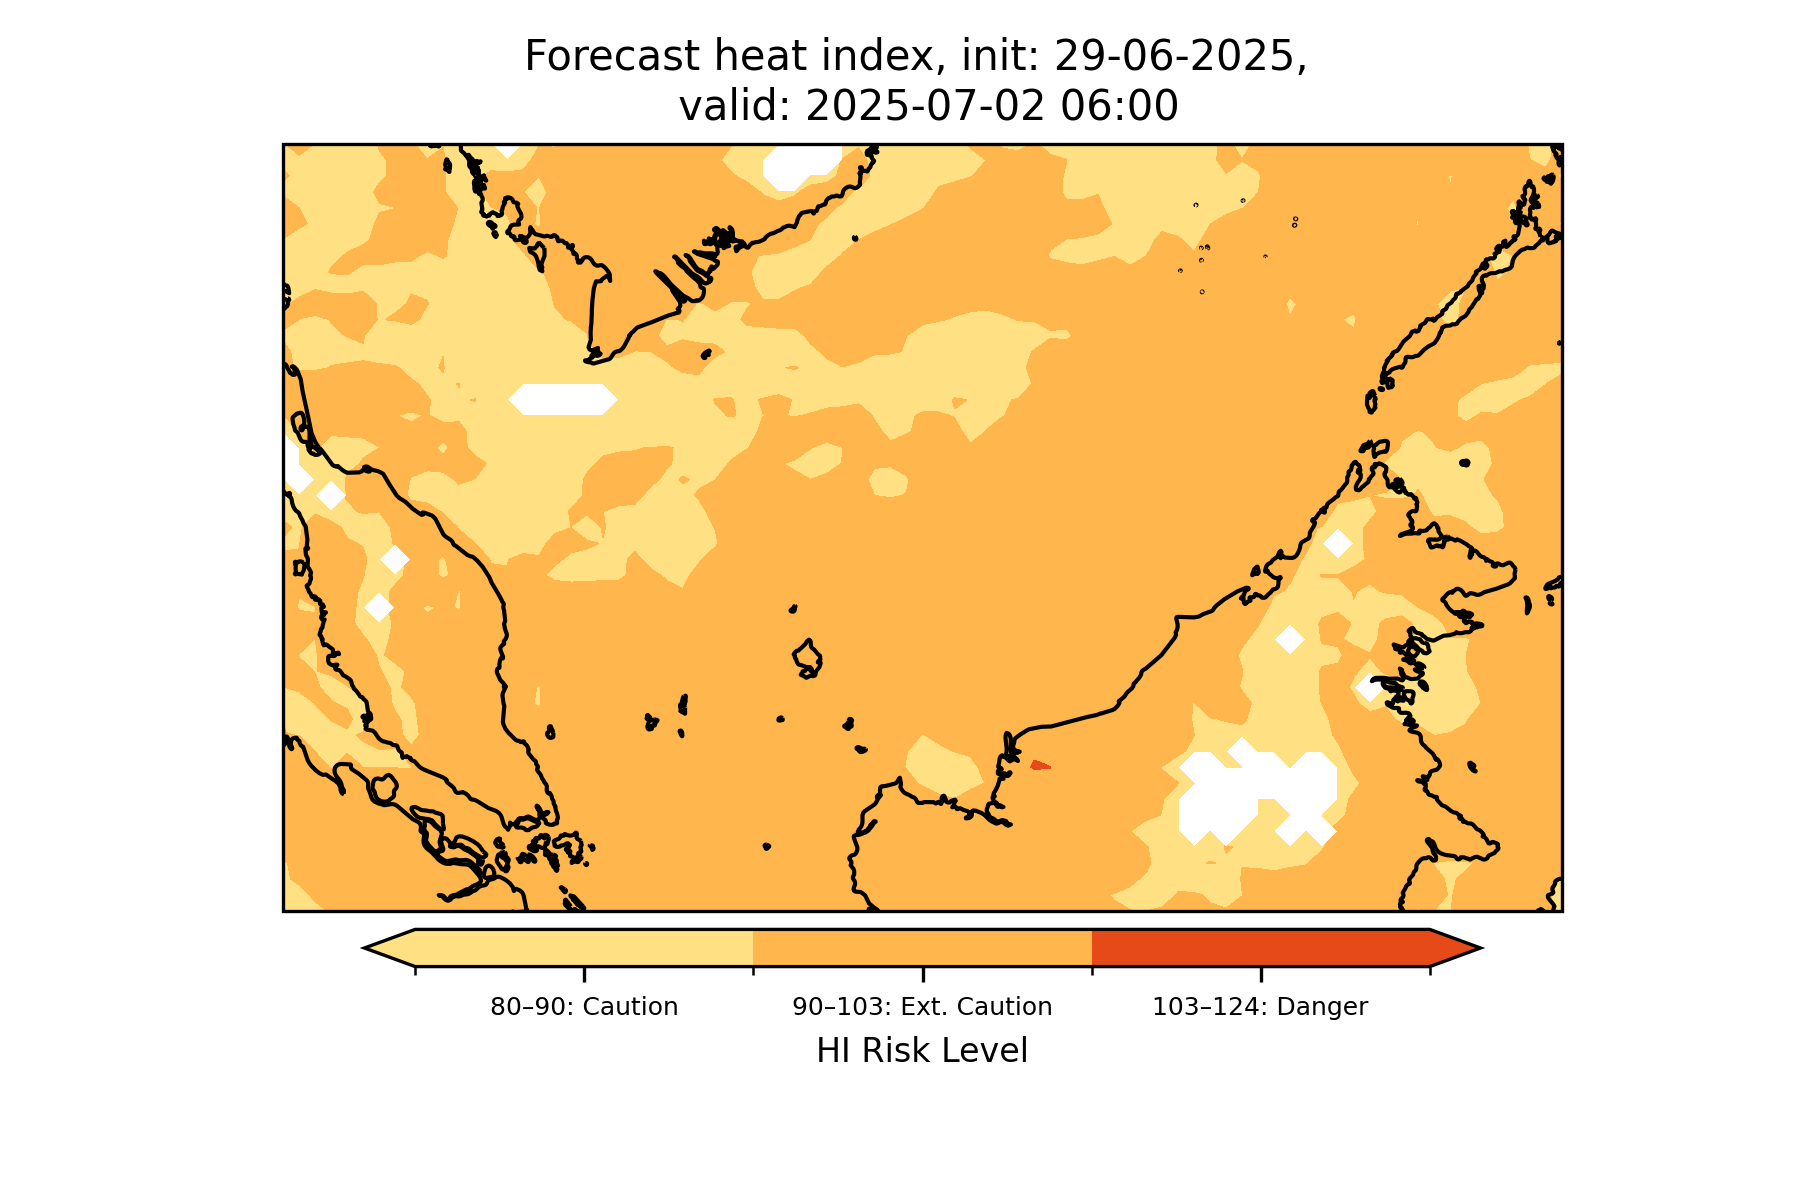 Forecast heat index, init: 29-06-2025,
valid: 2025-07-02 06:00
80–90: Caution
90–103: Ext. Caution
103–124: Danger
HI Risk Level